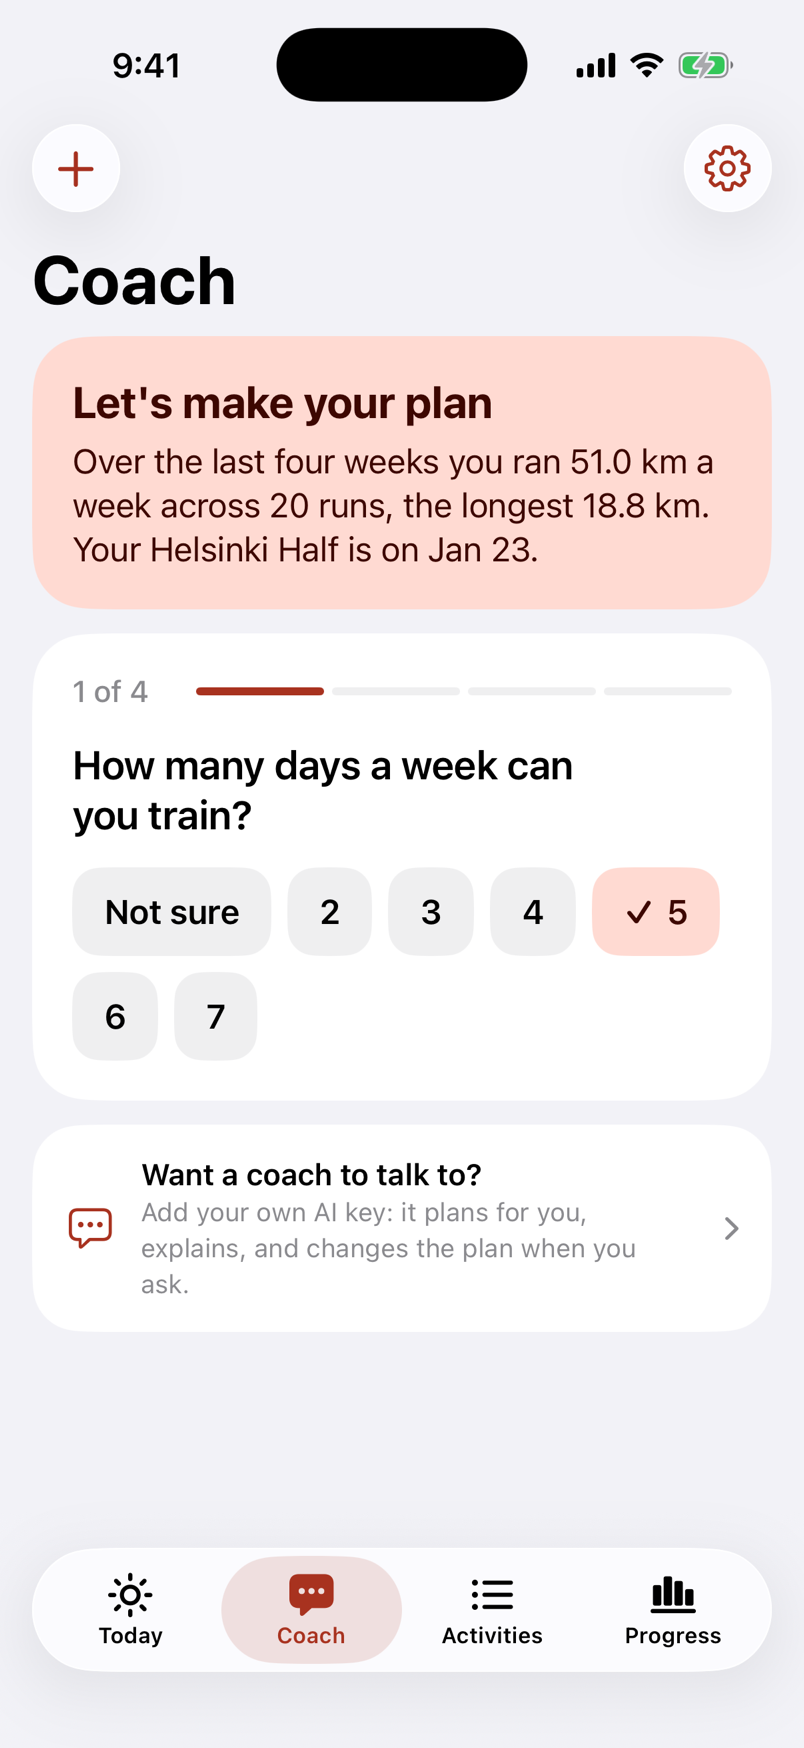 9:41
Coach
Let's make your plan
Over the last four weeks you ran 51.0 km a
week across 20 runs, the longest 18.8 km.
Your Helsinki Half is on Jan 23.
1 of 4
How many days a week can
you train?
Not sure 2 3 4 ✓ 5
6 7
Want a coach to talk to?
Add your own AI key: it plans for you,
explains, and changes the plan when you
ask.
Today Coach Activities Progress